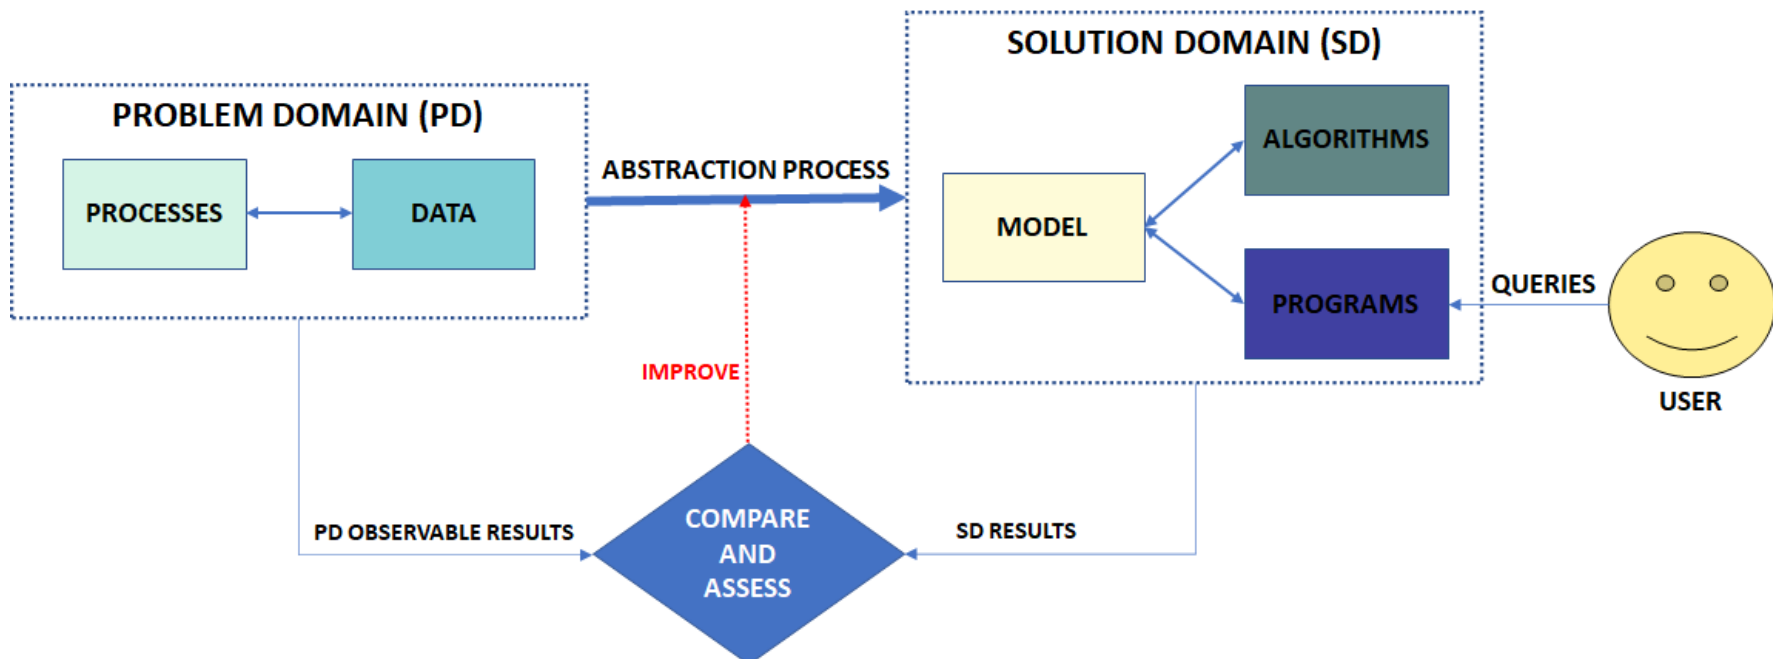 SOLUTION DOMAIN (SD)
PROBLEM DOMAIN (PD)
ALGORITHMS
ABSTRACTION PROCESS
PROCESSES
DATA
MODEL
QUERIES
PROGRAMS
IMPROVE
USER
COMPARE
AND
ASSESS
PD OBSERVABLE RESULTS
SD RESULTS